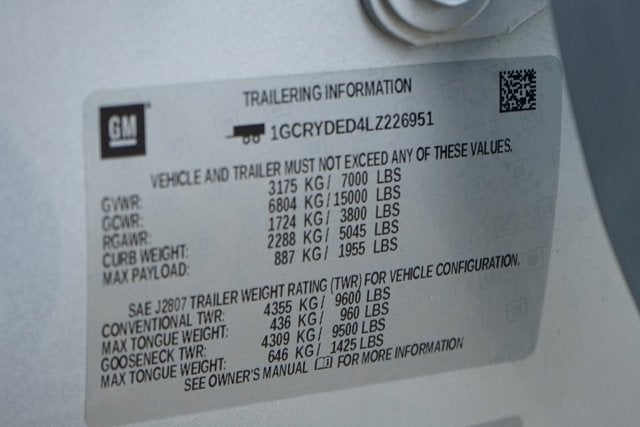 TRAILERING INFORMATION
GM
1GCRYDED4LZ226951
VEHICLE AND TRAILER MUST NOT EXCEED ANY OF THESE VALUES.
GVWR: 3175 KG / 7000 LBS
GCWR: 6804 KG / 15000 LBS
RGAWR: 1724 KG / 3800 LBS
CURB WEIGHT: 2288 KG / 5045 LBS
MAX PAYLOAD: 887 KG / 1955 LBS
SAE J2807 TRAILER WEIGHT RATING (TWR) FOR VEHICLE CONFIGURATION.
CONVENTIONAL TWR: 4355 KG / 9600 LBS
MAX TONGUE WEIGHT: 436 KG / 960 LBS
GOOSENECK TWR: 4309 KG / 9500 LBS
MAX TONGUE WEIGHT: 646 KG / 1425 LBS
SEE OWNER'S MANUAL FOR MORE INFORMATION